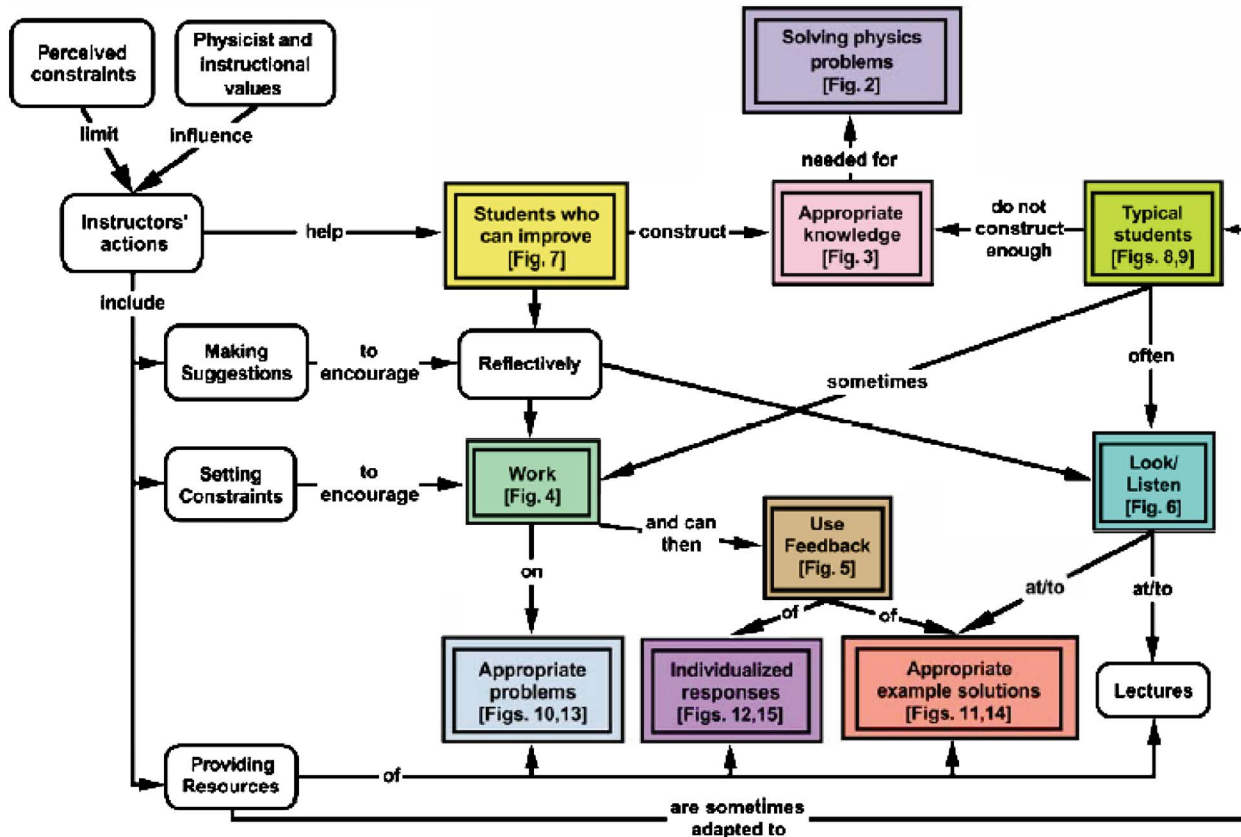 Perceived
constraints
Physicist and
instructional
values
Solving physics
problems
[Fig. 2]
limit
influence
needed for
Instructors'
actions
help
Students who
can improve
[Fig. 7]
construct
Appropriate
knowledge
[Fig. 3]
do not
construct
enough
Typical
students
[Figs. 8,9]
include
Making
Suggestions
to
encourage
Reflectively
sometimes
often
Setting
Constraints
to
encourage
Work
[Fig. 4]
Look/
Listen
[Fig. 6]
and can
then
Use
Feedback
[Fig. 5]
on
of
of
at/to
at/to
Appropriate
problems
[Figs. 10,13]
Individualized
responses
[Figs. 12,15]
Appropriate
example solutions
[Figs. 11,14]
Lectures
Providing
Resources
of
are sometimes
adapted to